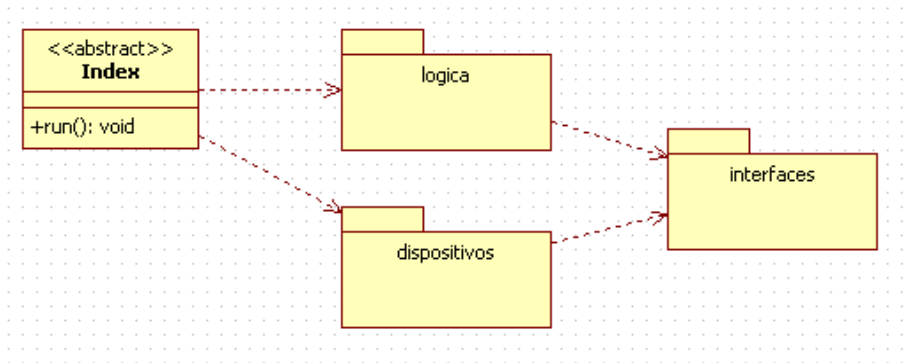 <<abstract>>
Index
+run(): void
logica
dispositivos
interfaces